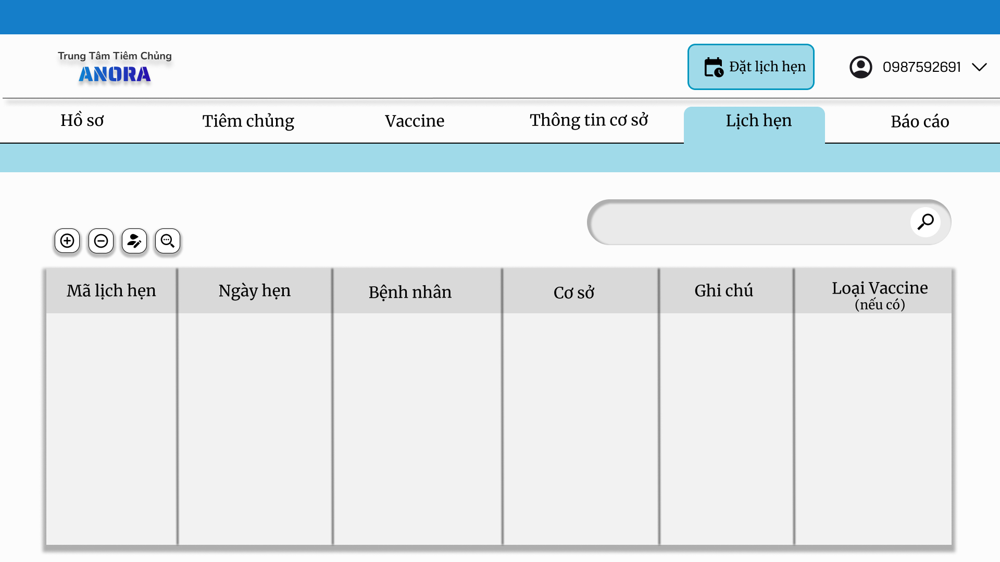 Trung Tâm Tiêm Chủng
ANORA
Đặt lịch hẹn
0987592691
Hồ sơ
Tiêm chủng
Vaccine
Thông tin cơ sở
Lịch hẹn
Báo cáo
Mã lịch hẹn
Ngày hẹn
Bệnh nhân
Cơ sở
Ghi chú
Loại Vaccine
(nếu có)